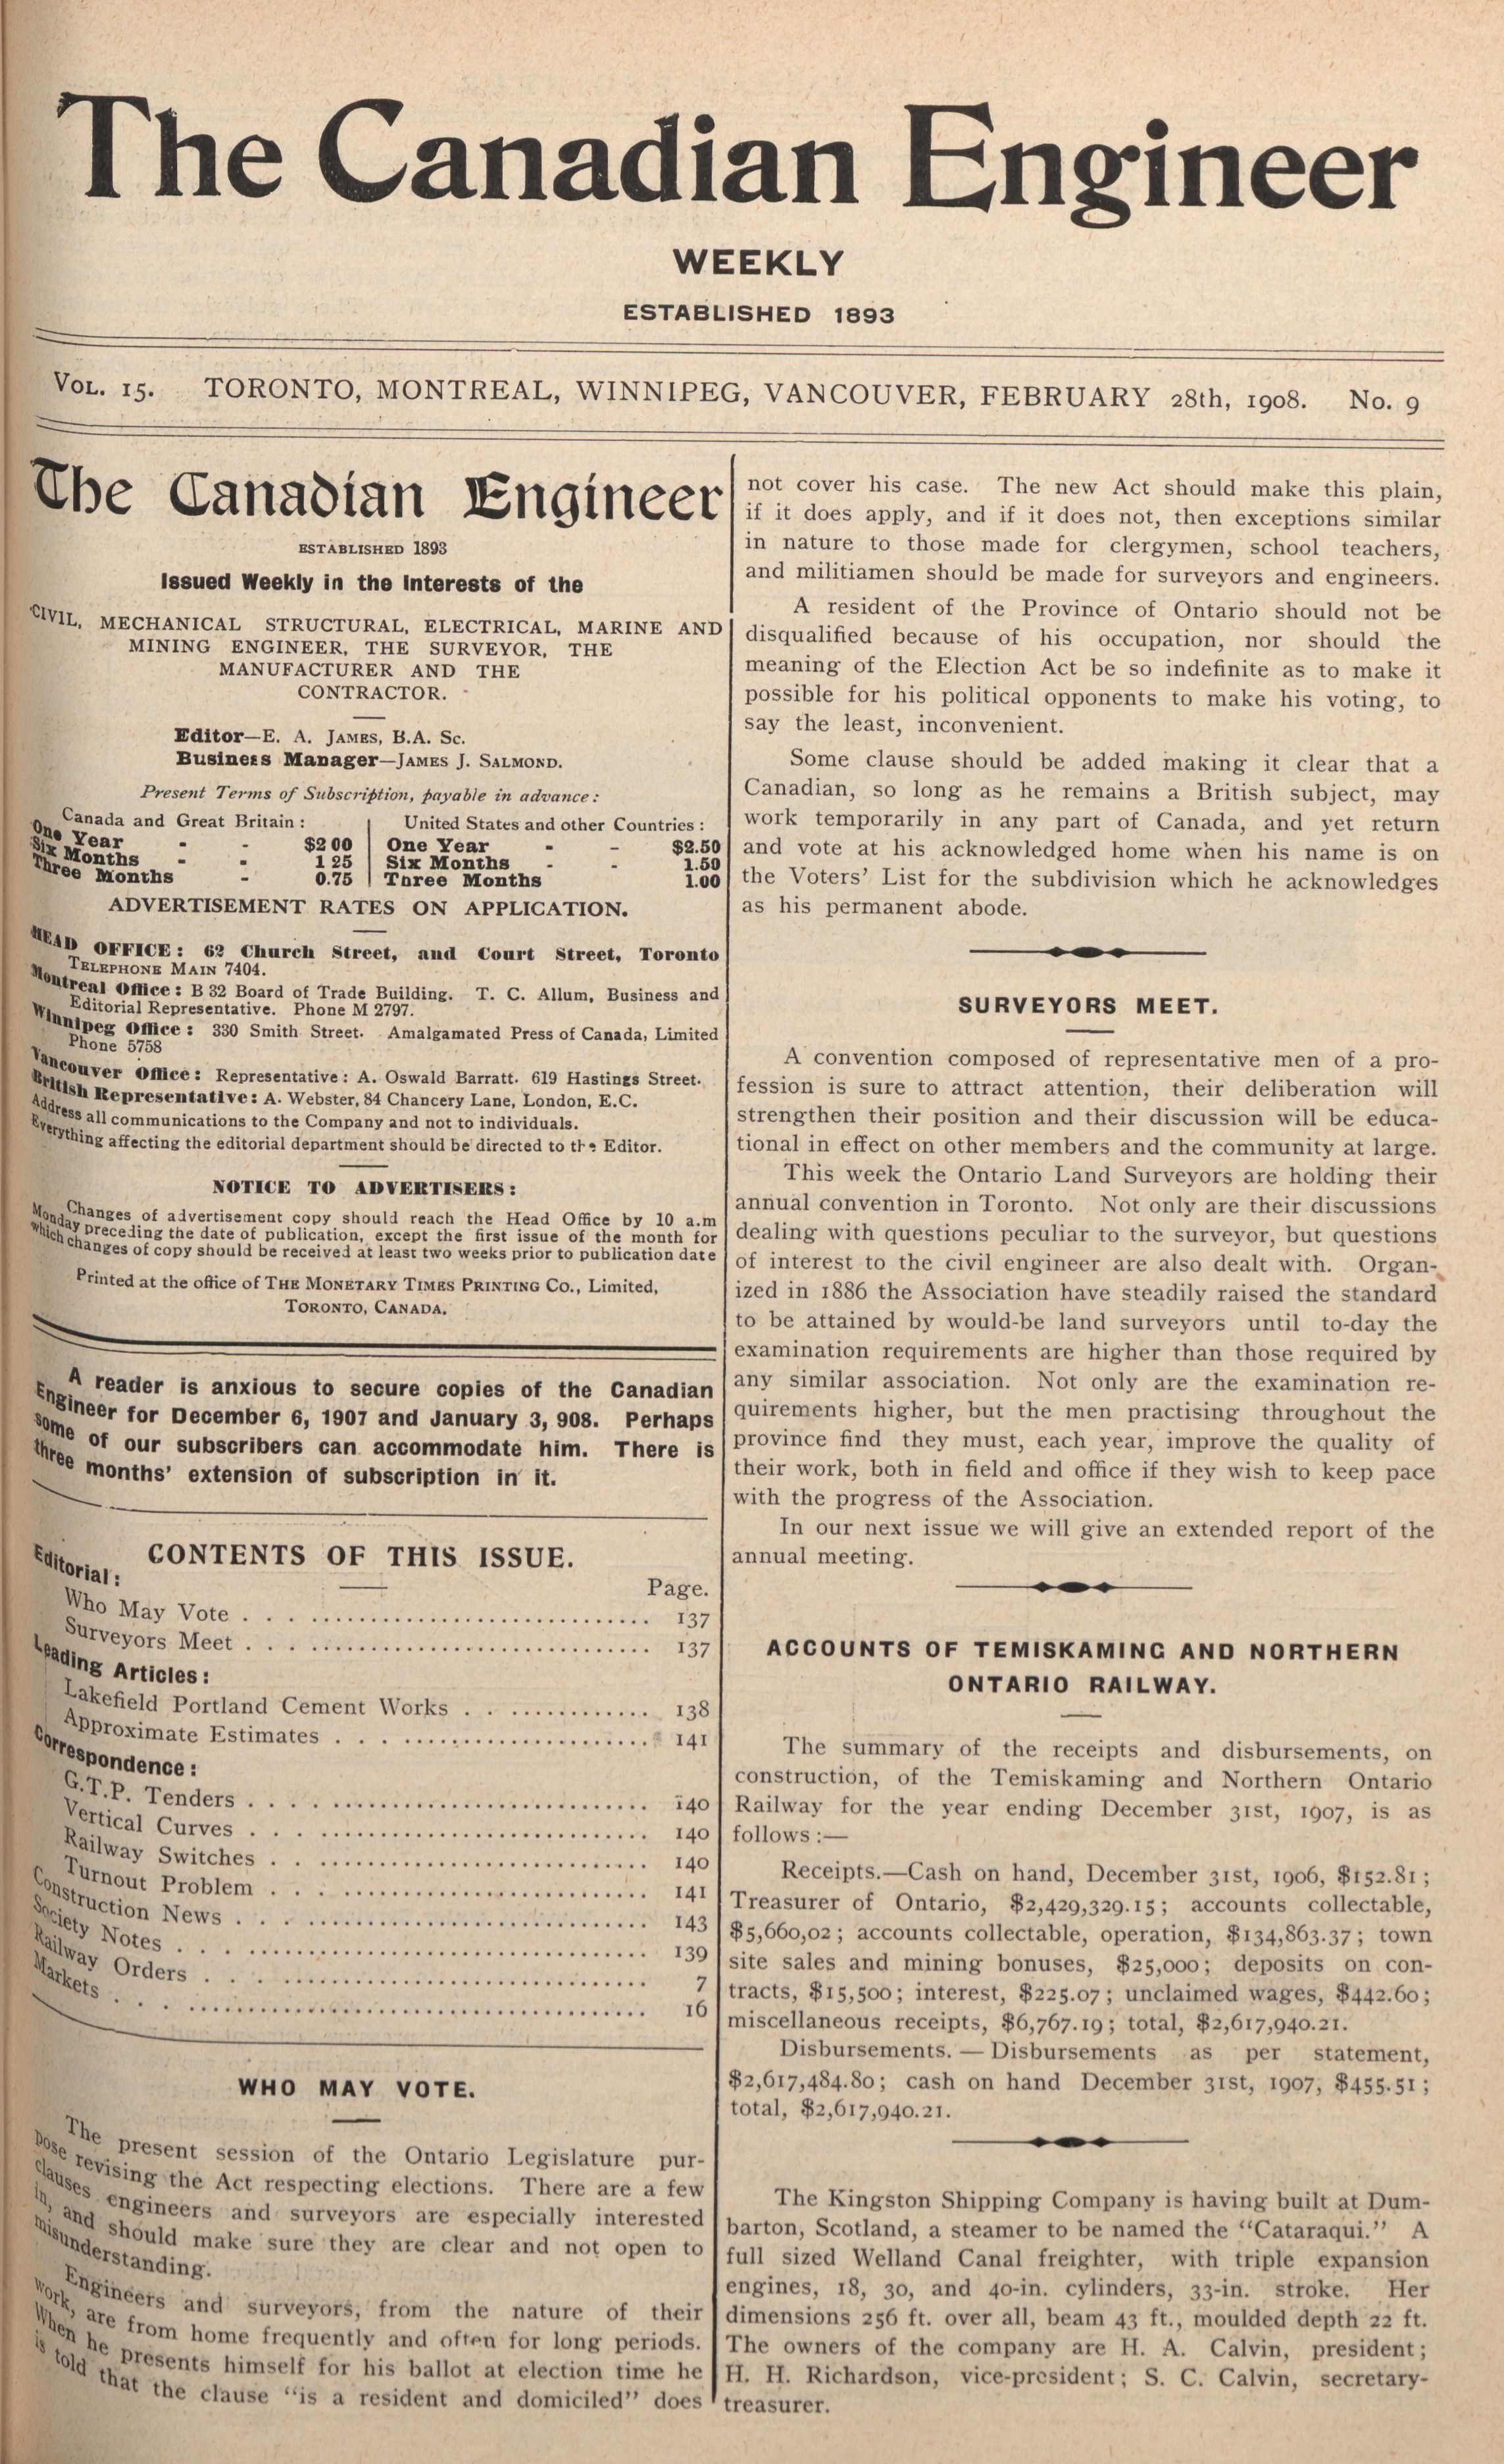 The Canadian Engineer
WEEKLY
ESTABLISHED 1893
VOL. 15. TORONTO, MONTREAL, WINNIPEG, VANCOUVER, FEBRUARY 28th, 1908. No. 9
The Canadian Engineer
ESTABLISHED 1893
Issued Weekly in the Interests of the
CIVIL, MECHANICAL STRUCTURAL, ELECTRICAL, MARINE AND
MINING ENGINEER, THE SURVEYOR, THE
MANUFACTURER AND THE
CONTRACTOR.
Editor—E. A. JAMES, B.A. Sc.
Business Manager—JAMES J. SALMOND.
Present Terms of Subscription, payable in advance:
Canada and Great Britain:
One Year - - $2 00
Six Months - - 1 25
Three Months - 0.75
United States and other Countries:
One Year - - $2.50
Six Months - - 1.50
Three Months 1.00
ADVERTISEMENT RATES ON APPLICATION.
HEAD OFFICE: 62 Church Street, and Court Street, Toronto
TELEPHONE MAIN 7404.
Montreal Office: B 32 Board of Trade Building. T. C. Allum, Business and
Editorial Representative. Phone M 2797.
Winnipeg Office: 330 Smith Street. Amalgamated Press of Canada, Limited
Phone 5758
Vancouver Office: Representative: A. Oswald Barratt. 619 Hastings Street.
British Representative: A. Webster, 84 Chancery Lane, London, E.C.
Address all communications to the Company and not to individuals.
Everything affecting the editorial department should be directed to the Editor.
NOTICE TO ADVERTISERS:
Changes of advertisement copy should reach the Head Office by 10 a.m
Monday preceding the date of publication, except the first issue of the month for
which changes of copy should be received at least two weeks prior to publication date
Printed at the office of THE MONETARY TIMES PRINTING CO., Limited,
TORONTO, CANADA.
A reader is anxious to secure copies of the Canadian
Engineer for December 6, 1907 and January 3, 908. Perhaps
some of our subscribers can accommodate him. There is
three months' extension of subscription in it.
CONTENTS OF THIS ISSUE.
Editorial:
Page.
Who May Vote ........ 137
Surveyors Meet ........ 137
Leading Articles:
Lakefield Portland Cement Works ........ 138
Approximate Estimates ........ 141
Correspondence:
G.T.P. Tenders ........ 140
Vertical Curves ........ 140
Railway Switches ........ 140
Turnout Problem ........ 141
Construction News ........ 143
Society Notes ........ 139
Railway Orders ........ 7
Markets ........ 16
WHO MAY VOTE.
The present session of the Ontario Legislature pur-
pose revising the Act respecting elections. There are a few
clauses engineers and surveyors are especially interested
in, and should make sure they are clear and not open to
misunderstanding.
Engineers and surveyors, from the nature of their
work, are from home frequently and often for long periods.
When he presents himself for his ballot at election time he
is told that the clause "is a resident and domiciled" does
not cover his case. The new Act should make this plain,
if it does apply, and if it does not, then exceptions similar
in nature to those made for clergymen, school teachers,
and militiamen should be made for surveyors and engineers.
A resident of the Province of Ontario should not be
disqualified because of his occupation, nor should the
meaning of the Election Act be so indefinite as to make it
possible for his political opponents to make his voting, to
say the least, inconvenient.
Some clause should be added making it clear that a
Canadian, so long as he remains a British subject, may
work temporarily in any part of Canada, and yet return
and vote at his acknowledged home when his name is on
the Voters' List for the subdivision which he acknowledges
as his permanent abode.
SURVEYORS MEET.
A convention composed of representative men of a pro-
fession is sure to attract attention, their deliberation will
strengthen their position and their discussion will be educa-
tional in effect on other members and the community at large.
This week the Ontario Land Surveyors are holding their
annual convention in Toronto. Not only are their discussions
dealing with questions peculiar to the surveyor, but questions
of interest to the civil engineer are also dealt with. Organ-
ized in 1886 the Association have steadily raised the standard
to be attained by would-be land surveyors until to-day the
examination requirements are higher than those required by
any similar association. Not only are the examination re-
quirements higher, but the men practising throughout the
province find they must, each year, improve the quality of
their work, both in field and office if they wish to keep pace
with the progress of the Association.
In our next issue we will give an extended report of the
annual meeting.
ACCOUNTS OF TEMISKAMING AND NORTHERN
ONTARIO RAILWAY.
The summary of the receipts and disbursements, on
construction, of the Temiskaming and Northern Ontario
Railway for the year ending December 31st, 1907, is as
follows:—
Receipts.—Cash on hand, December 31st, 1906, $152.81;
Treasurer of Ontario, $2,429,329.15; accounts collectable,
$5,660,02; accounts collectable, operation, $134,863.37; town
site sales and mining bonuses, $25,000; deposits on con-
tracts, $15,500; interest, $225.07; unclaimed wages, $442.60;
miscellaneous receipts, $6,767.19; total, $2,617,940.21.
Disbursements. — Disbursements as per statement,
$2,617,484.80; cash on hand December 31st, 1907, $455.51;
total, $2,617,940.21.
The Kingston Shipping Company is having built at Dum-
barton, Scotland, a steamer to be named the "Cataraqui." A
full sized Welland Canal freighter, with triple expansion
engines, 18, 30, and 40-in. cylinders, 33-in. stroke. Her
dimensions 256 ft. over all, beam 43 ft., moulded depth 22 ft.
The owners of the company are H. A. Calvin, president;
H. H. Richardson, vice-president; S. C. Calvin, secretary-
treasurer.